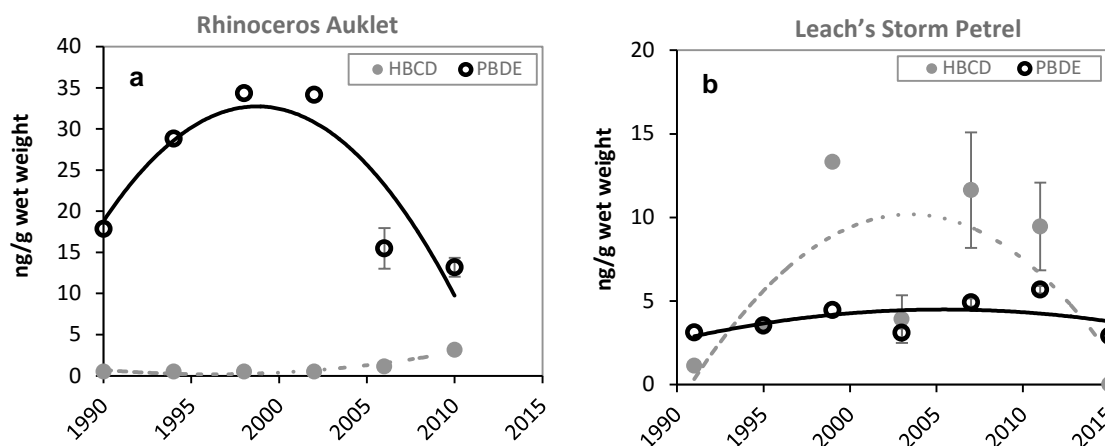 Rhinoceros Auklet
a
HBCD PBDE
ng/g wet weight
40
35
30
25
20
15
10
5
0
1990 1995 2000 2005 2010 2015
Leach's Storm Petrel
b
HBCD PBDE
ng/g wet weight
20
15
10
5
0
1990 1995 2000 2005 2010 2015